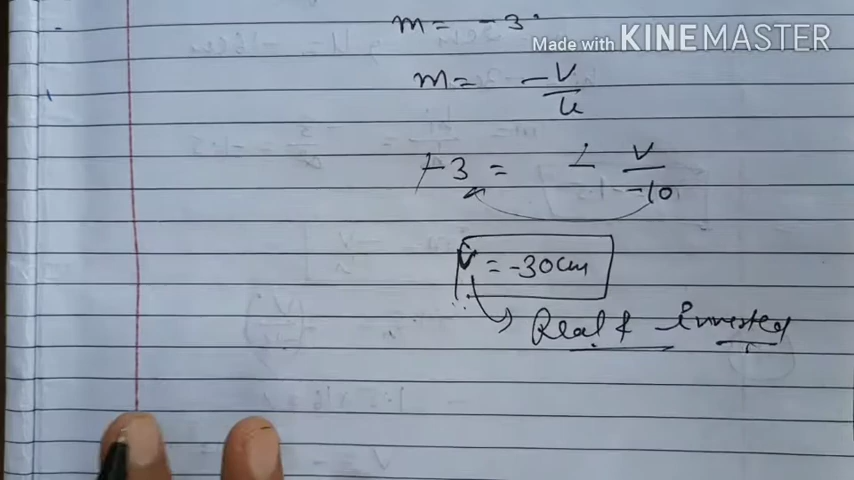 m = -3
Made with KINEMASTER
m = -v/u
-3 = - v/-10
v = -30cm
Real & Inverted